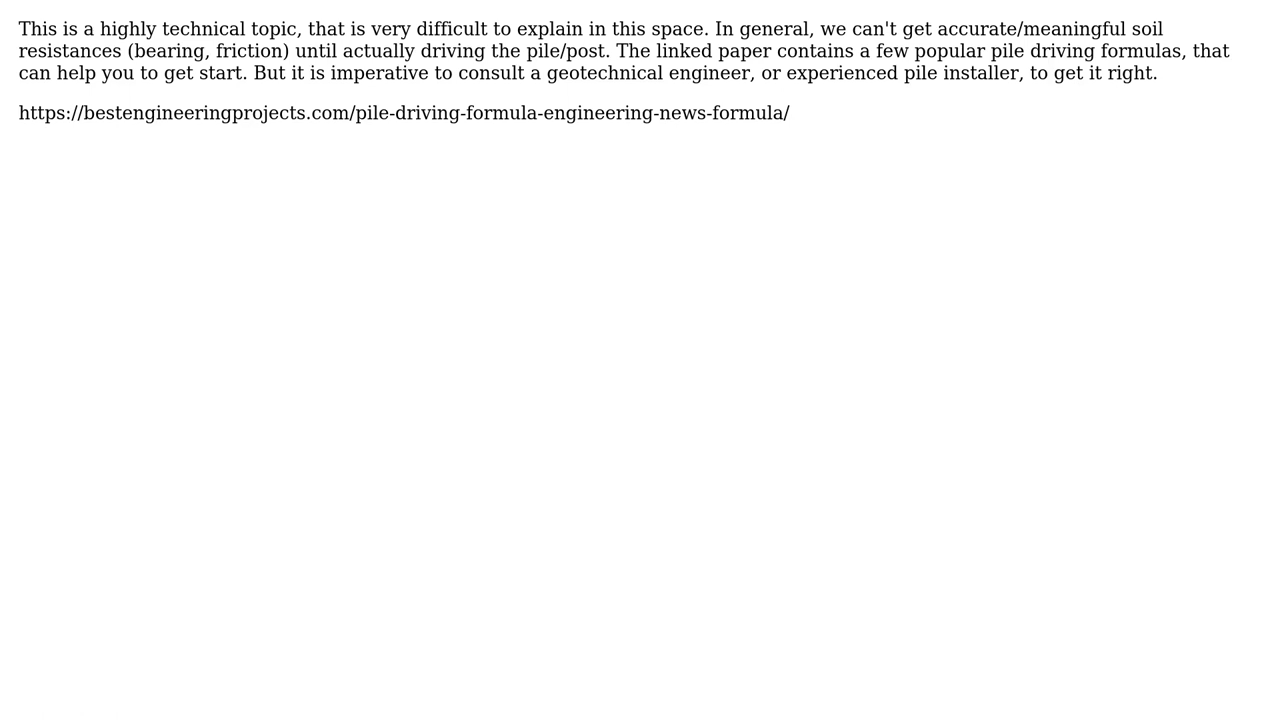 This is a highly technical topic, that is very difficult to explain in this space. In general, we can't get accurate/meaningful soil
resistances (bearing, friction) until actually driving the pile/post. The linked paper contains a few popular pile driving formulas, that
can help you to get start. But it is imperative to consult a geotechnical engineer, or experienced pile installer, to get it right.
https://bestengineeringprojects.com/pile-driving-formula-engineering-news-formula/